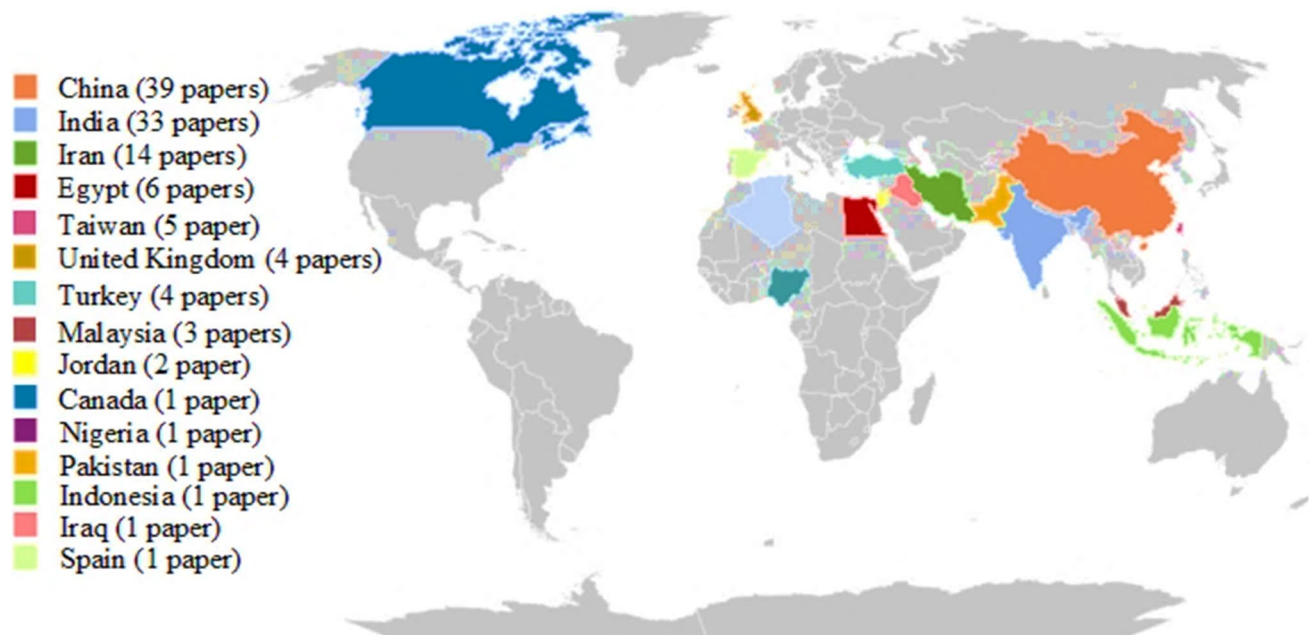 China (39 papers)
India (33 papers)
Iran (14 papers)
Egypt (6 papers)
Taiwan (5 paper)
United Kingdom (4 papers)
Turkey (4 papers)
Malaysia (3 papers)
Jordan (2 paper)
Canada (1 paper)
Nigeria (1 paper)
Pakistan (1 paper)
Indonesia (1 paper)
Iraq (1 paper)
Spain (1 paper)